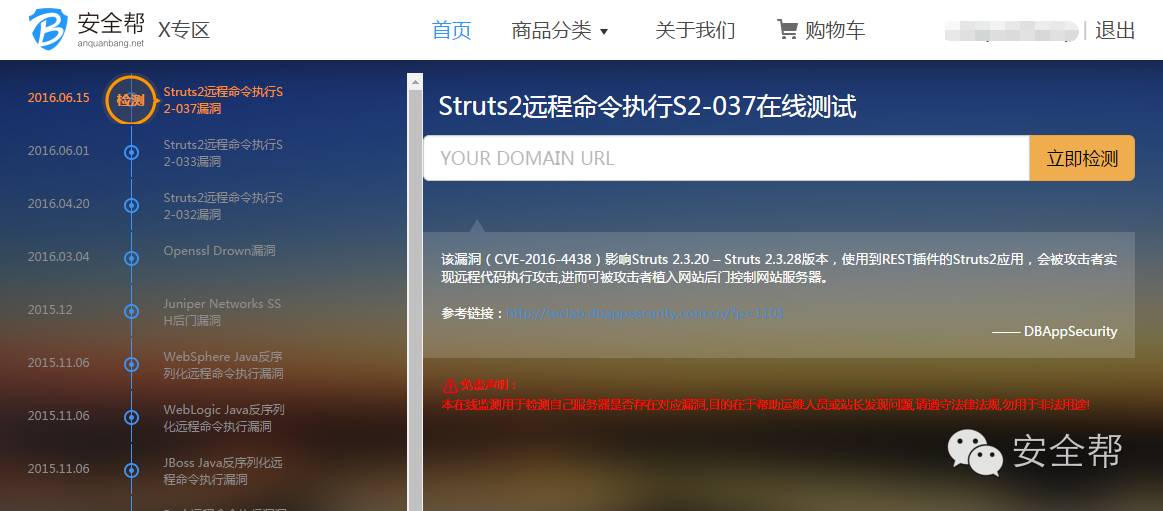 安全帮
anquanbang.net
X专区
首页
商品分类
关于我们
购物车
退出
2016.06.15
检测
Struts2远程命令执行S
2-037漏洞
2016.06.01
Struts2远程命令执行S
2-033漏洞
2016.04.20
Struts2远程命令执行S
2-032漏洞
2016.03.04
Openssl Drown漏洞
2015.12
Juniper Networks SS
H后门漏洞
2015.11.06
WebSphere Java反序
列化远程命令执行漏洞
2015.11.06
WebLogic Java反序列
化远程命令执行漏洞
2015.11.06
JBoss Java反序列化远
程命令执行漏洞
Struts2远程命令执行S2-037在线测试
YOUR DOMAIN URL
立即检测
该漏洞（CVE-2016-4438）影响Struts 2.3.20 – Struts 2.3.28版本，使用到REST插件的Struts2应用，会被攻击者实
现远程代码执行攻击,进而可被攻击者植入网站后门控制网站服务器。
参考链接：
—— DBAppSecurity
免责声明：
本在线监测用于检测自己服务器是否存在对应漏洞,目的在于帮助运维人员或站长发现问题,请遵守法律法规,勿用于非法用途!
安全帮